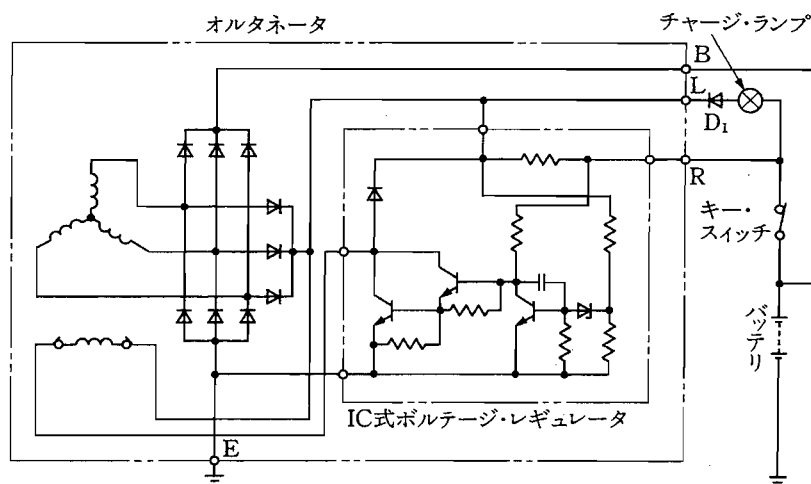 オルタネータ
チャージ・ランプ
B
L
D1
R
キー・
スイッチ
バッテリ
IC式ボルテージ・レギュレータ
E